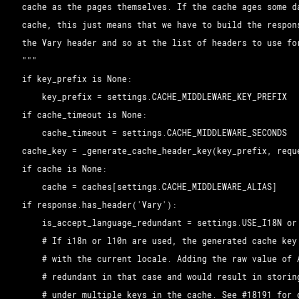 cache as the pages themselves. If the cache ages some da
cache, this just means that we have to build the respons
the Vary header and so at the list of headers to use for
"""
if key_prefix is None:
key_prefix = settings.CACHE_MIDDLEWARE_KEY_PREFIX
if cache_timeout is None:
cache_timeout = settings.CACHE_MIDDLEWARE_SECONDS
cache_key = _generate_cache_header_key(key_prefix, reque
if cache is None:
cache = caches[settings.CACHE_MIDDLEWARE_ALIAS]
if response.has_header('Vary'):
is_accept_language_redundant = settings.USE_I18N or
# If i18n or l10n are used, the generated cache key
# with the current locale. Adding the raw value of A
# redundant in that case and would result in storing
# under multiple keys in the cache. See #18191 for